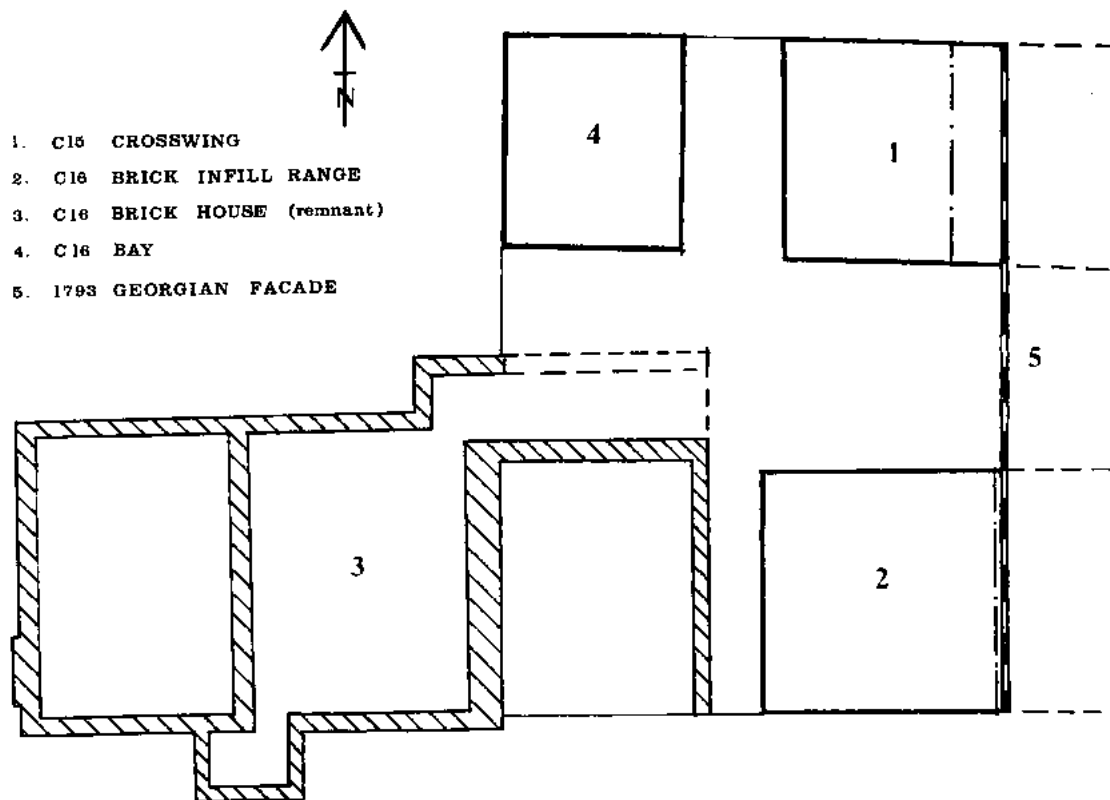 N
1. C15 CROSSWING
2. C16 BRICK INFILL RANGE
3. C16 BRICK HOUSE (remnant)
4. C16 BAY
5. 1793 GEORGIAN FACADE
4
1
5
3
2